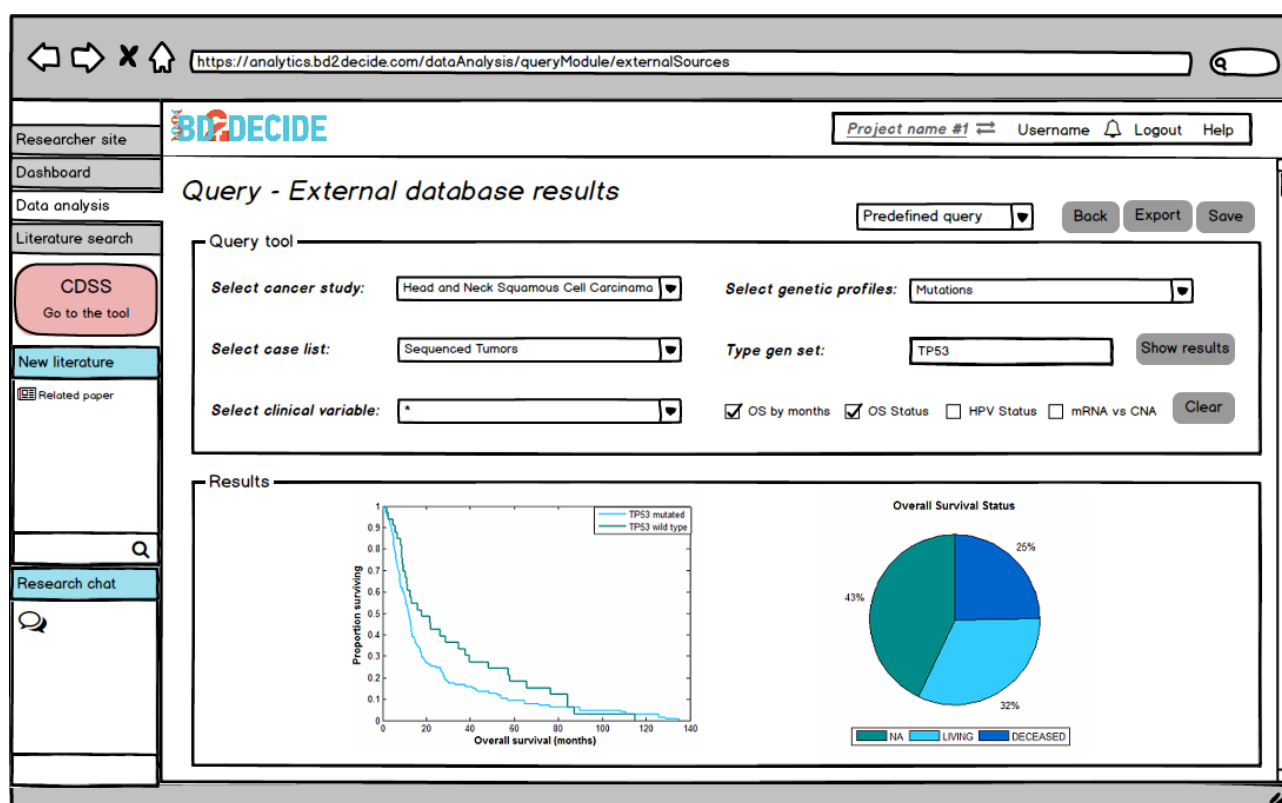 https://analytics.bd2decide.com/dataAnalysis/queryModule/externalSources
BD2DECIDE
Project name #1 Username Logout Help
Researcher site
Dashboard
Data analysis
Literature search
CDSS
Go to the tool
New literature
Related paper
Research chat
Query - External database results
Predefined query
Back Export Save
Query tool
Select cancer study: Head and Neck Squamous Cell Carcinama
Select genetic profiles: Mutations
Select case list: Sequenced Tumors
Type gen set: TP53 Show results
Select clinical variable: *
OS by months OS Status HPV Status mRNA vs CNA Clear
Results
TP53 mutated
TP53 wild type
Proportion surviving
1
0.9
0.8
0.7
0.6
0.5
0.4
0.3
0.2
0.1
0
0 20 40 60 80 100 120 140
Overall survival (months)
Overall Survival Status
25%
43%
32%
NA LIVING DECEASED